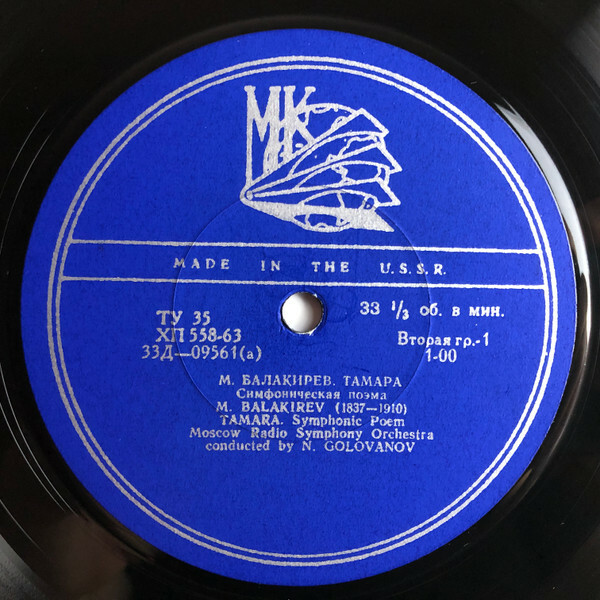 МК
MADE IN THE U.S.S.R.
ТУ 35
ХП 558-63
33Д—09561(а)
33 1/3 об. в мин.
Вторая гр.-1
1-00
М. БАЛАКИРЕВ. ТАМАРА
Симфоническая поэма
M. BALAKIREV (1837—1910)
TAMARA. Symphonic Poem
Moscow Radio Symphony Orchestra
conducted by N. GOLOVANOV